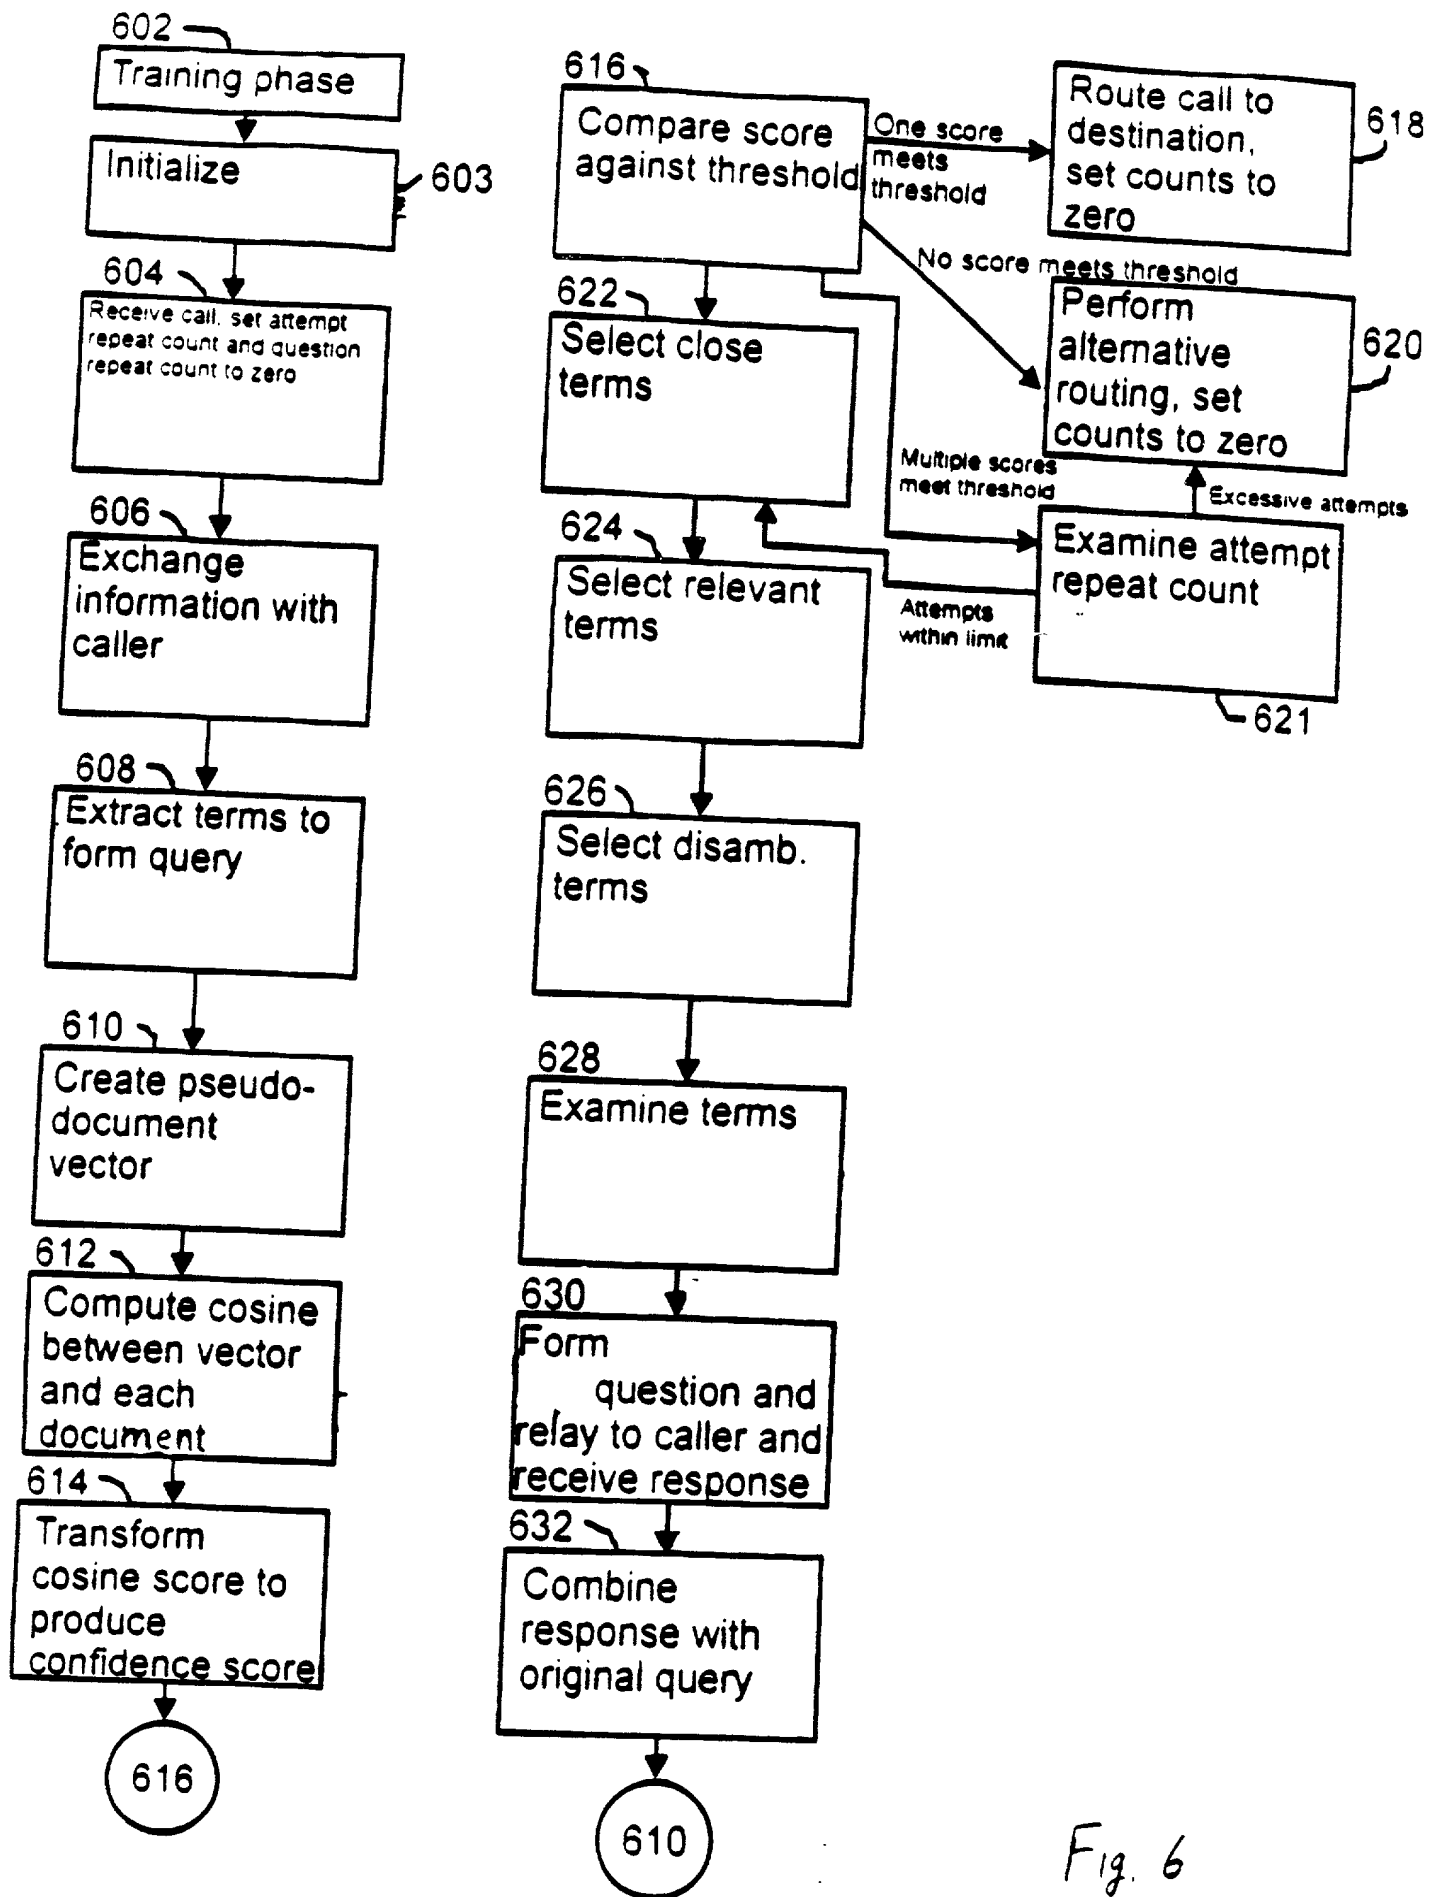 602
Training phase
Initialize
603
604
Receive call, set attempt
repeat count and question
repeat count to zero
606
Exchange
information with
caller
608
Extract terms to
form query
610
Create pseudo-
document
vector
612
Compute cosine
between vector
and each
document
614
Transform
cosine score to
produce
confidence score
616
616
Compare score
against threshold
One score
meets
threshold
Route call to
destination,
set counts to
zero
618
No score meets threshold
Perform
alternative
routing, set
counts to zero
620
Multiple scores
meet threshold
Excessive attempts
Examine attempt
repeat count
621
Attempts
within limit
622
Select close
terms
624
Select relevant
terms
626
Select disamb.
terms
628
Examine terms
630
Form
question and
relay to caller and
receive response
632
Combine
response with
original query
610
Fig. 6